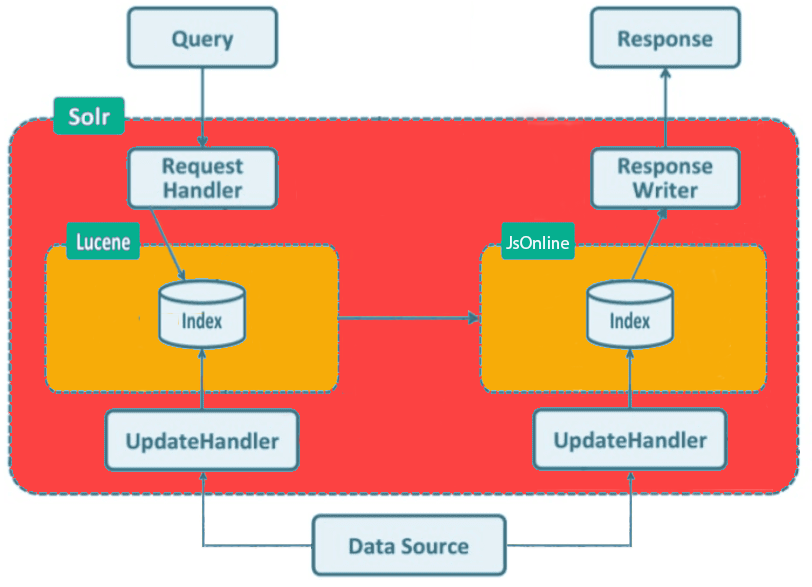 Query
Response
Solr
Request
Handler
Response
Writer
Lucene
JsOnline
Index
Index
UpdateHandler
UpdateHandler
Data Source